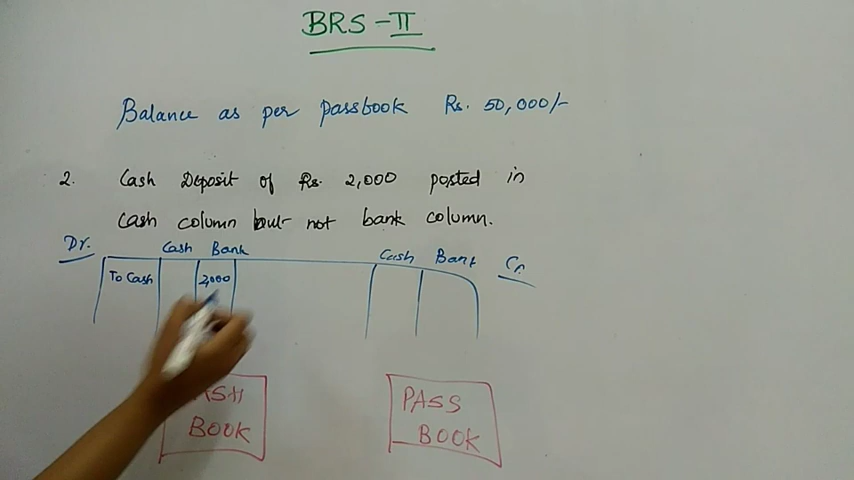 BRS - II
Balance as per passbook Rs. 50,000/-
2. Cash Deposit of Rs. 2,000 posted in
Cash column but not bank column.
Dr. Cash Bank Cash Bank Cr.
To Cash 2,000
BOOK
PASS
BOOK